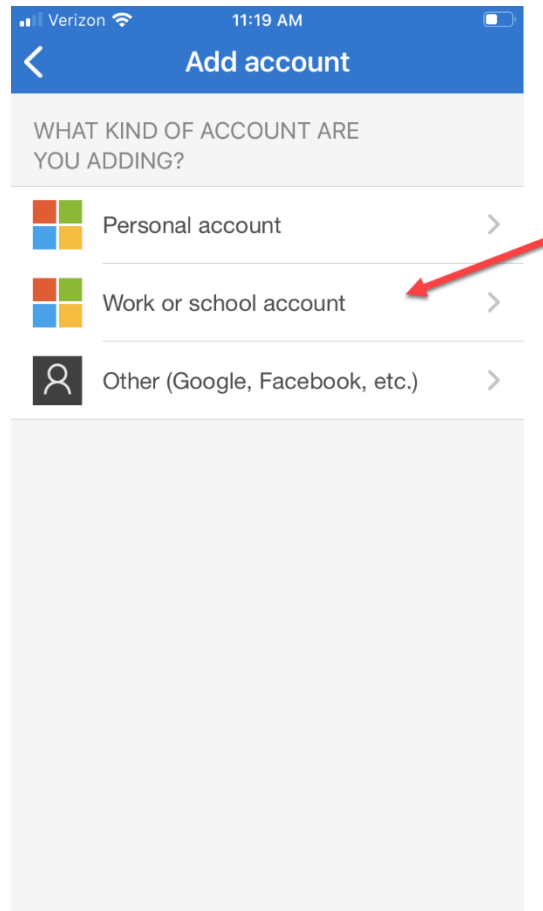 Verizon 11:19 AM
Add account
WHAT KIND OF ACCOUNT ARE
YOU ADDING?
Personal account
Work or school account
Other (Google, Facebook, etc.)